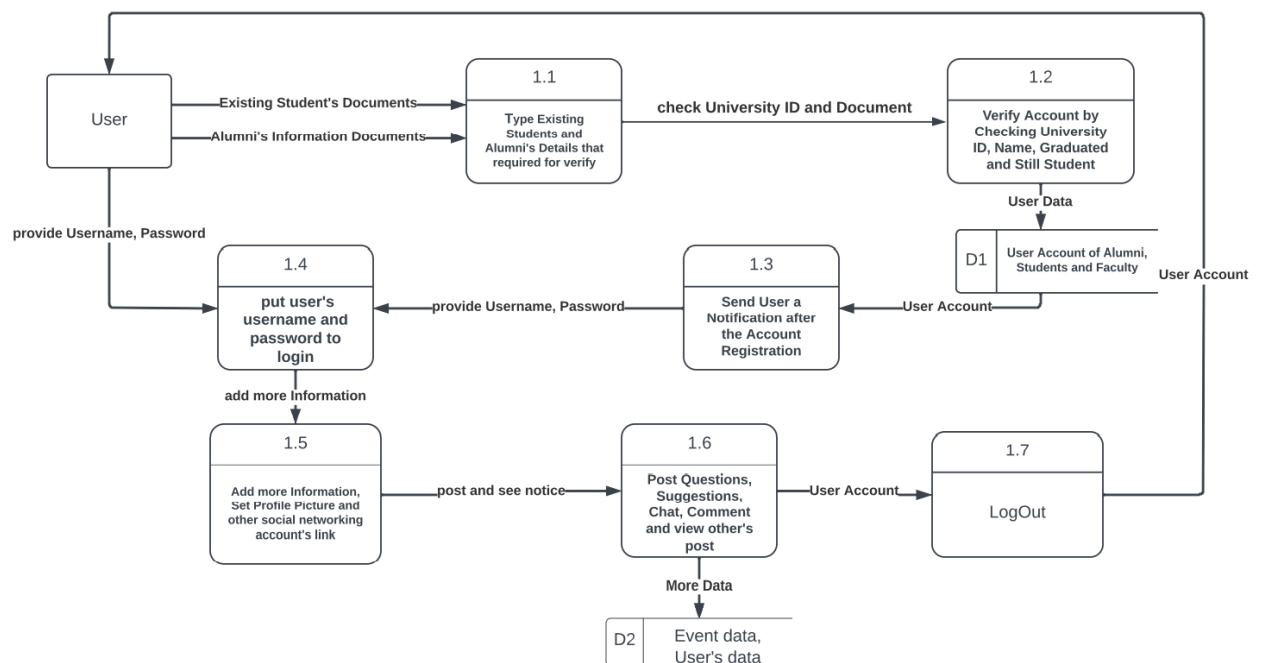 User
Existing Student's Documents
Alumni's Information Documents
1.1
Type Existing
Students and
Alumni's Details that
required for verify
check University ID and Document
1.2
Verify Account by
Checking University
ID, Name, Graduated
and Still Student
User Data
D1
User Account of Alumni,
Students and Faculty
User Account
provide Username, Password
1.4
put user's
username and
password to
login
provide Username, Password
1.3
Send User a
Notification after
the Account
Registration
User Account
add more Information
1.5
Add more Information,
Set Profile Picture and
other social networking
account's link
post and see notice
1.6
Post Questions,
Suggestions,
Chat, Comment
and view other's
post
User Account
1.7
LogOut
More Data
D2
Event data,
User's data